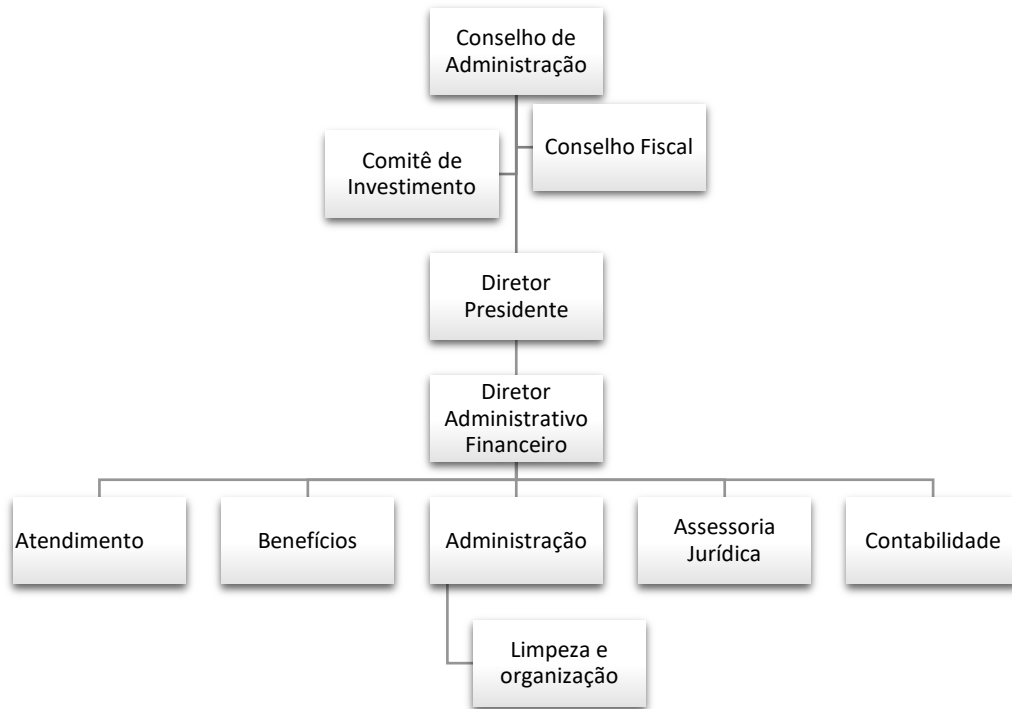 Conselho de
Administração
Conselho Fiscal
Comitê de
Investimento
Diretor
Presidente
Diretor
Administrativo
Financeiro
Atendimento
Benefícios
Administração
Assessoria
Jurídica
Contabilidade
Limpeza e
organização